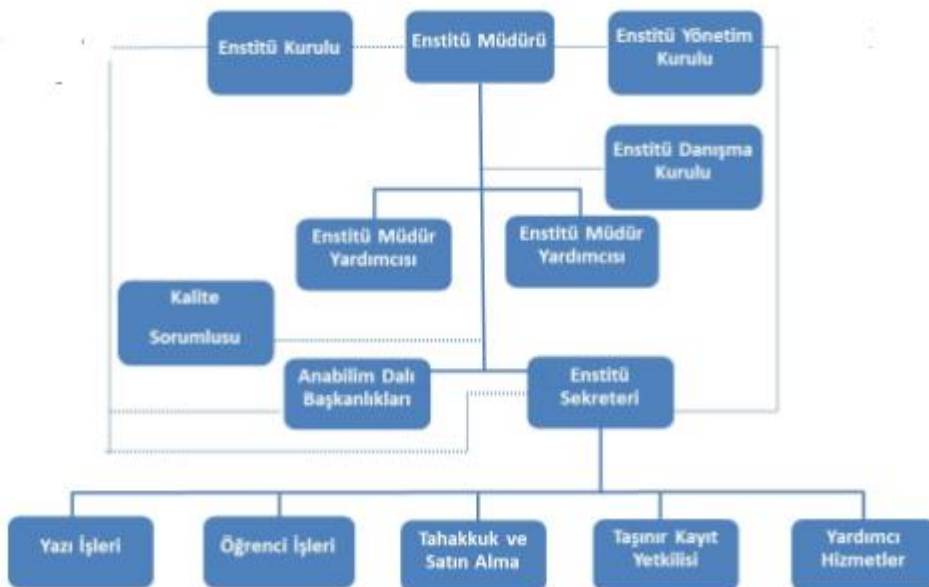 Enstitü Kurulu
Enstitü Müdürü
Enstitü Yönetim
Kurulu
Enstitü Danışma
Kurulu
Enstitü Müdür
Yardımcısı
Enstitü Müdür
Yardımcısı
Kalite
Sorumlusu
Anabilim Dalı
Başkanlıkları
Enstitü
Sekreteri
Yazı İşleri
Öğrenci İşleri
Tahakkuk ve
Satın Alma
Taşınır Kayıt
Yetkilisi
Yardımcı
Hizmetler